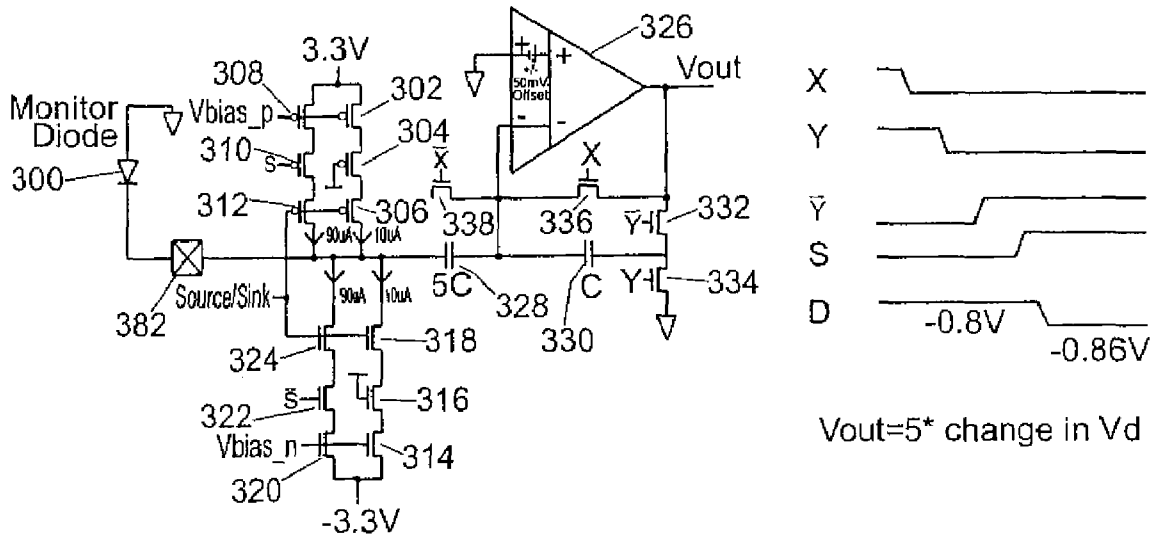 326
3.3V
+
+
+/-
50mV
Offset
-
-
Vout
308
302
Vbias_p
Monitor
Diode
304
310
S
300
X̄
X
312
306
338
336
Ȳ
332
90uA
10uA
5C
328
C
330
Y
334
Source/Sink
90uA
10uA
382
324
318
S̄
322
316
Vbias_n
314
320
-3.3V
X
Y
Ȳ
S
D
-0.8V
-0.86V
Vout=5* change in Vd